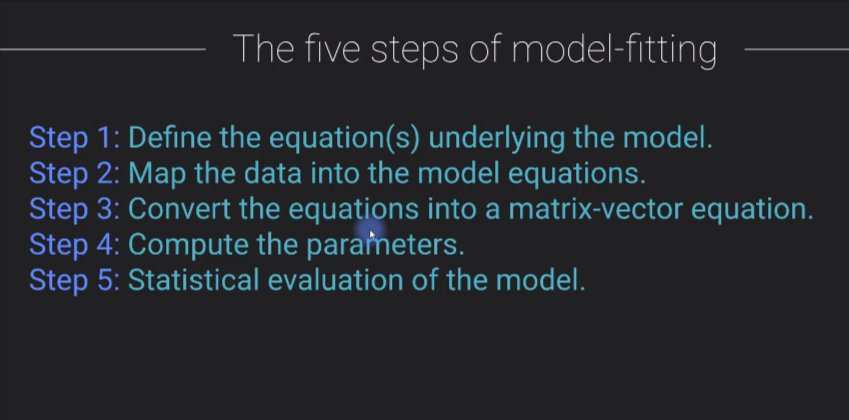 The five steps of model-fitting
Step 1: Define the equation(s) underlying the model.
Step 2: Map the data into the model equations.
Step 3: Convert the equations into a matrix-vector equation.
Step 4: Compute the parameters.
Step 5: Statistical evaluation of the model.